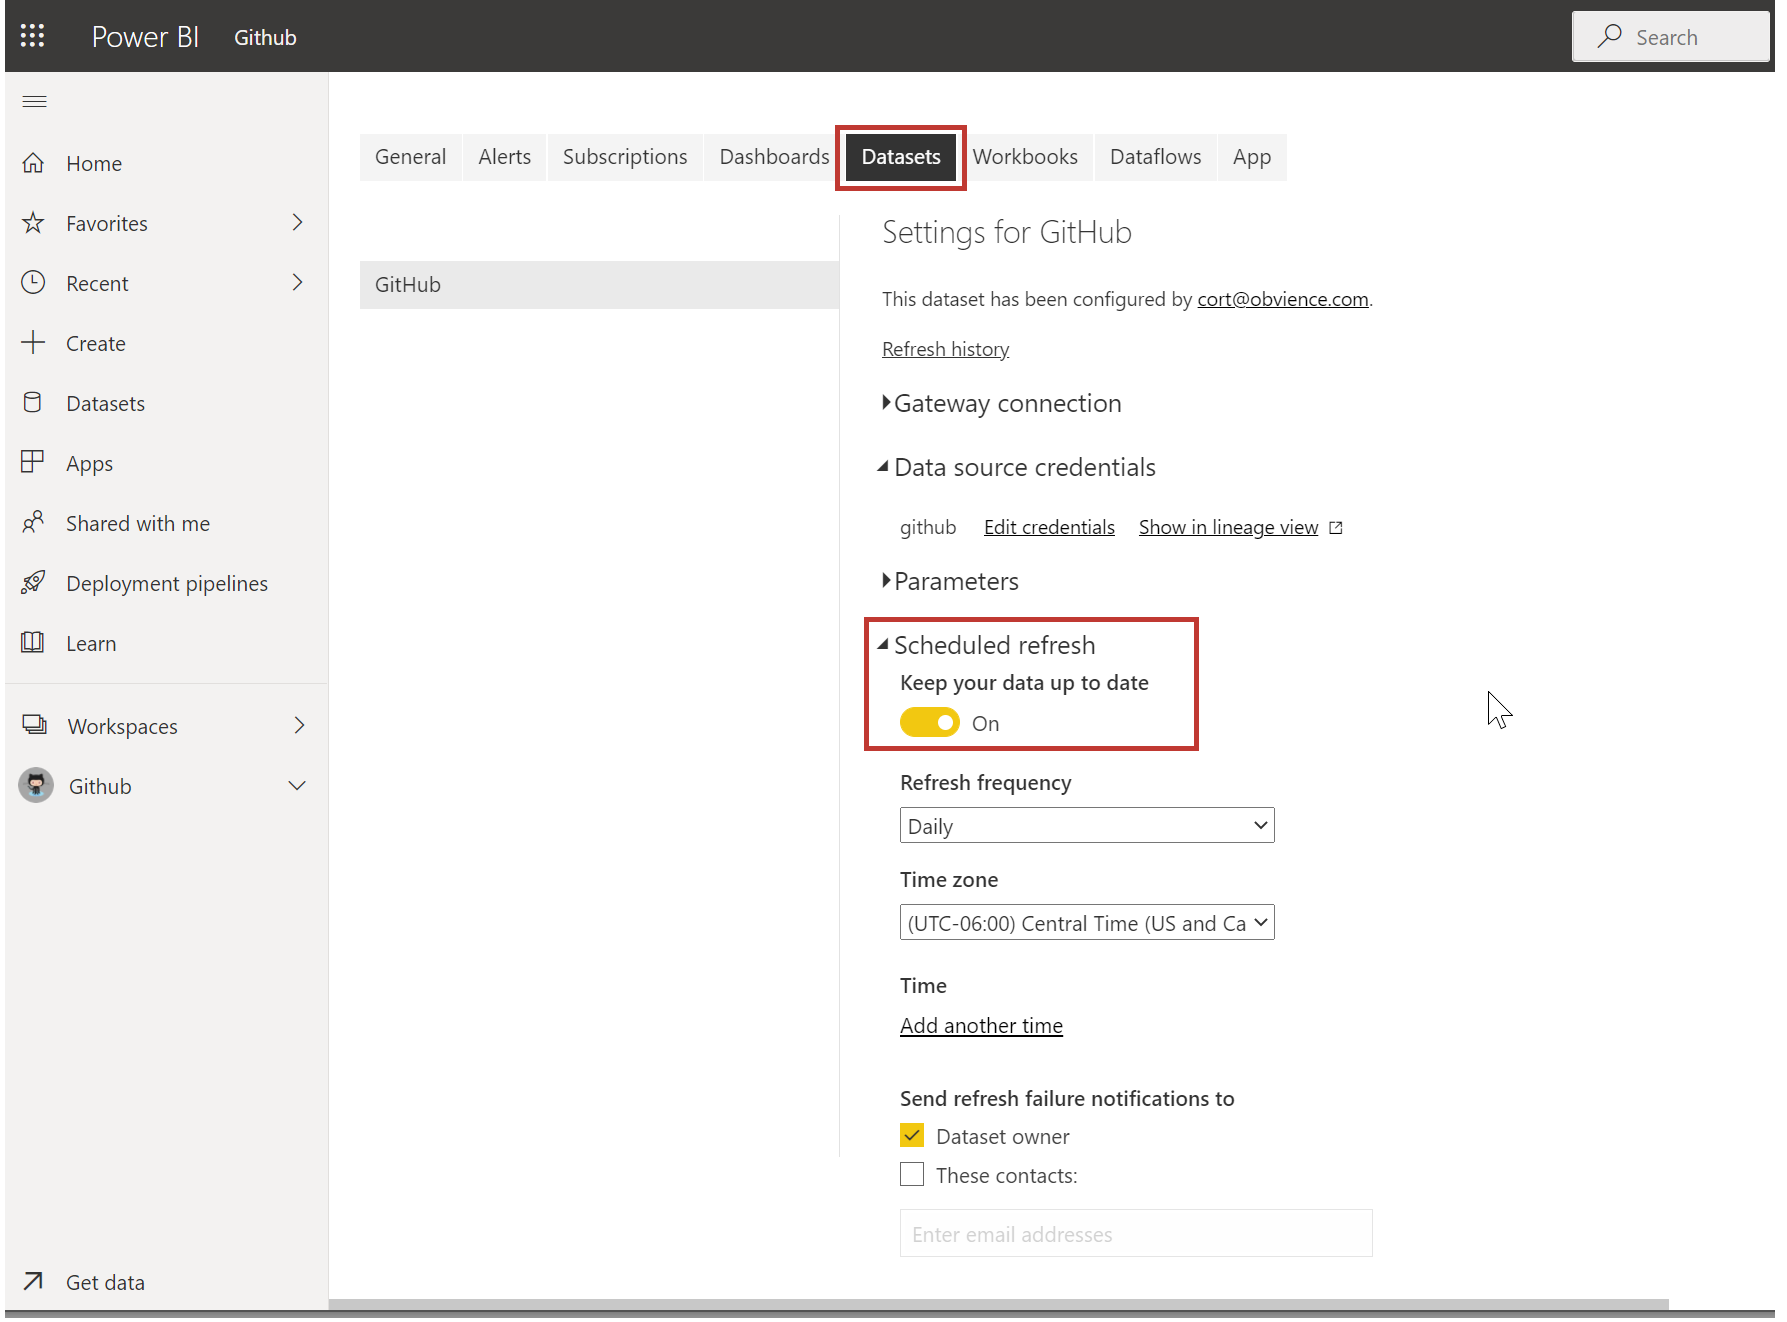 Power BI Github
Search
Home
Favorites
Recent
Create
Datasets
Apps
Shared with me
Deployment pipelines
Learn
Workspaces
Github
Get data
General Alerts Subscriptions Dashboards Datasets Workbooks Dataflows App
GitHub
Settings for GitHub
This dataset has been configured by cort@obvience.com.
Refresh history
Gateway connection
Data source credentials
github Edit credentials Show in lineage view
Parameters
Scheduled refresh
Keep your data up to date
On
Refresh frequency
Daily
Time zone
(UTC-06:00) Central Time (US and Ca
Time
Add another time
Send refresh failure notifications to
Dataset owner
These contacts:
Enter email addresses